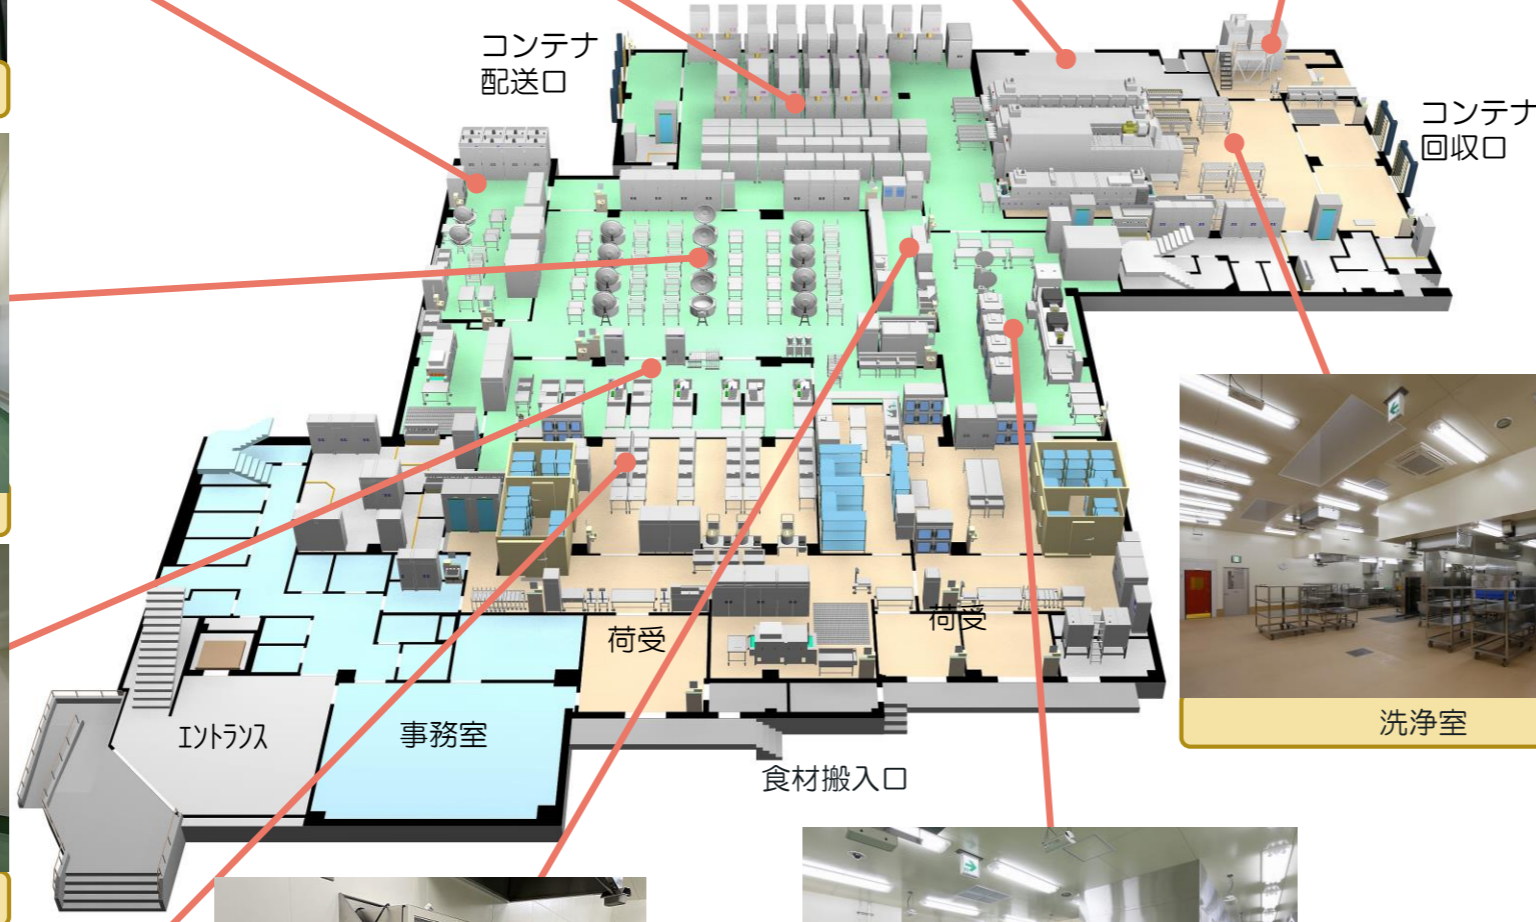 コンテナ
配送口
コンテナ
回収口
荷受
荷受
エントランス
事務室
食材搬入口
洗浄室